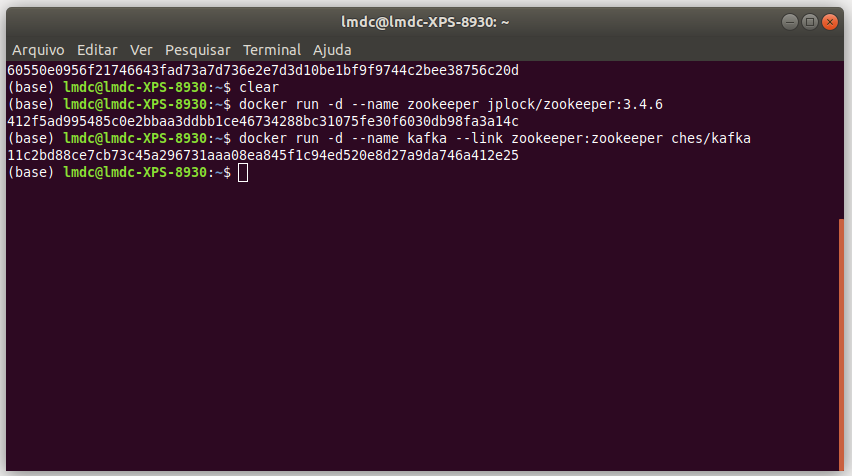 lmdc@lmdc-XPS-8930: ~
Arquivo Editar Ver Pesquisar Terminal Ajuda
60550e0956f21746643fad73a7d736e2e7d3d10be1bf9f9744c2bee38756c20d
(base) lmdc@lmdc-XPS-8930:~$ clear
(base) lmdc@lmdc-XPS-8930:~$ docker run -d --name zookeeper jplock/zookeeper:3.4.6
412f5ad995485c0e2bbaa3ddbb1ce46734288bc31075fe30f6030db98fa3a14c
(base) lmdc@lmdc-XPS-8930:~$ docker run -d --name kafka --link zookeeper:zookeeper ches/kafka
11c2bd88ce7cb73c45a296731aaa08ea845f1c94ed520e8d27a9da746a412e25
(base) lmdc@lmdc-XPS-8930:~$